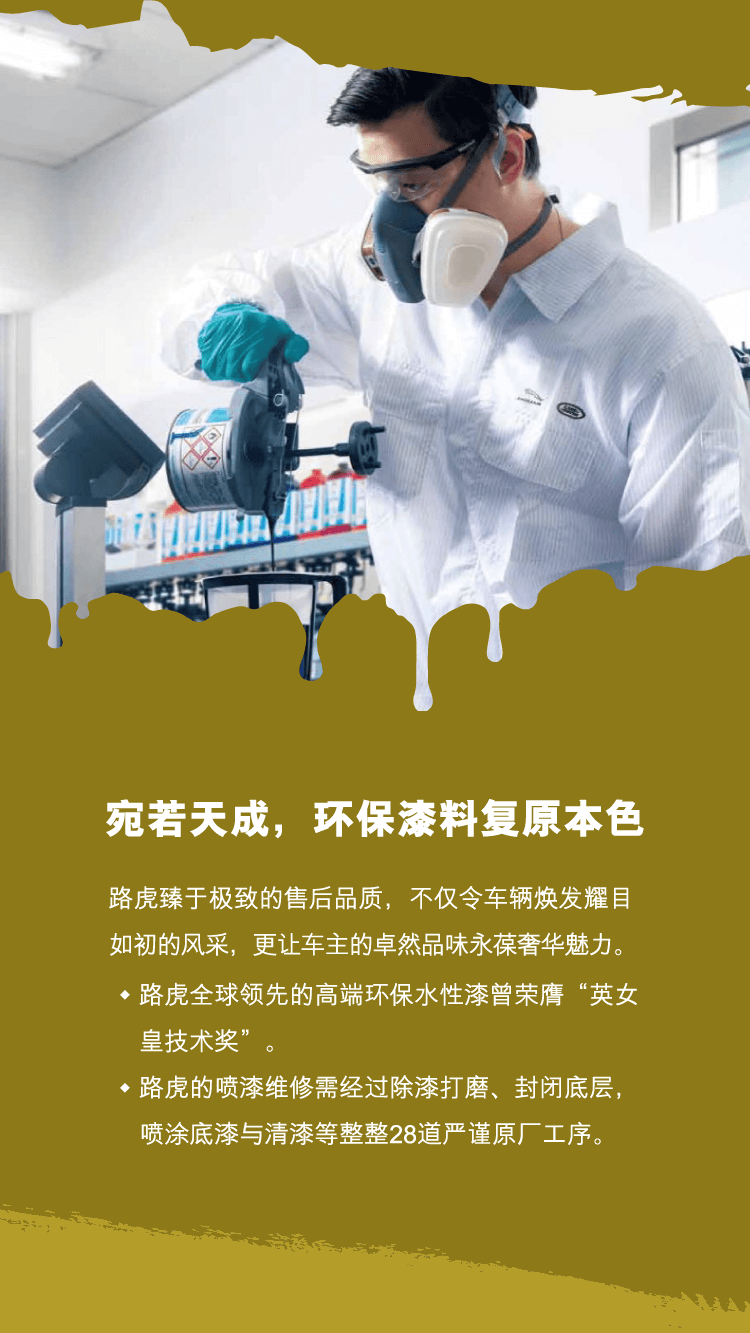 宛若天成，环保漆料复原本色
路虎臻于极致的售后品质，不仅令车辆焕发耀目
如初的风采，更让车主的卓然品味永葆奢华魅力。
路虎全球领先的高端环保水性漆曾荣膺“英女
皇技术奖”。
路虎的喷漆维修需经过除漆打磨、封闭底层，
喷涂底漆与清漆等整整28道严谨原厂工序。